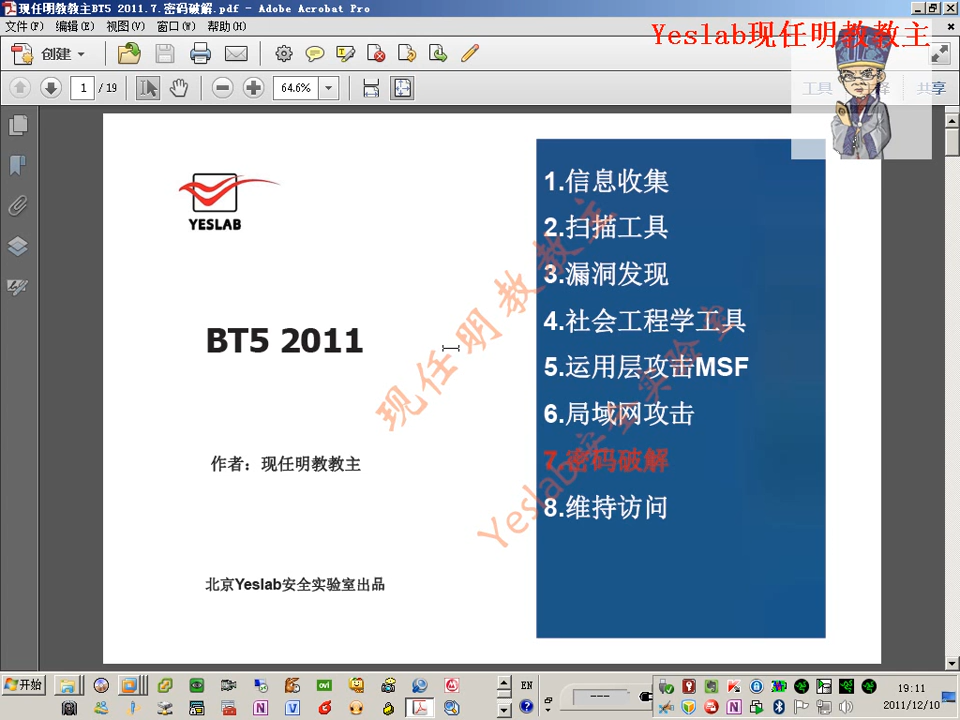 现任明教教主BT5 2011.7.密码破解.pdf - Adobe Acrobat Pro
文件(F) 编辑(E) 视图(V) 窗口(W) 帮助(H)
Yeslab现任明教教主
创建
1 / 19
64.6%
工具
共享
YESLAB
BT5 2011
作者：现任明教教主
北京Yeslab安全实验室出品
1.信息收集
2.扫描工具
3.漏洞发现
4.社会工程学工具
5.运用层攻击MSF
6.局域网攻击
7.密码破解
8.维持访问
现任明教教主
Yeslab安全实验室
开始
EN
19:11
2011/12/10